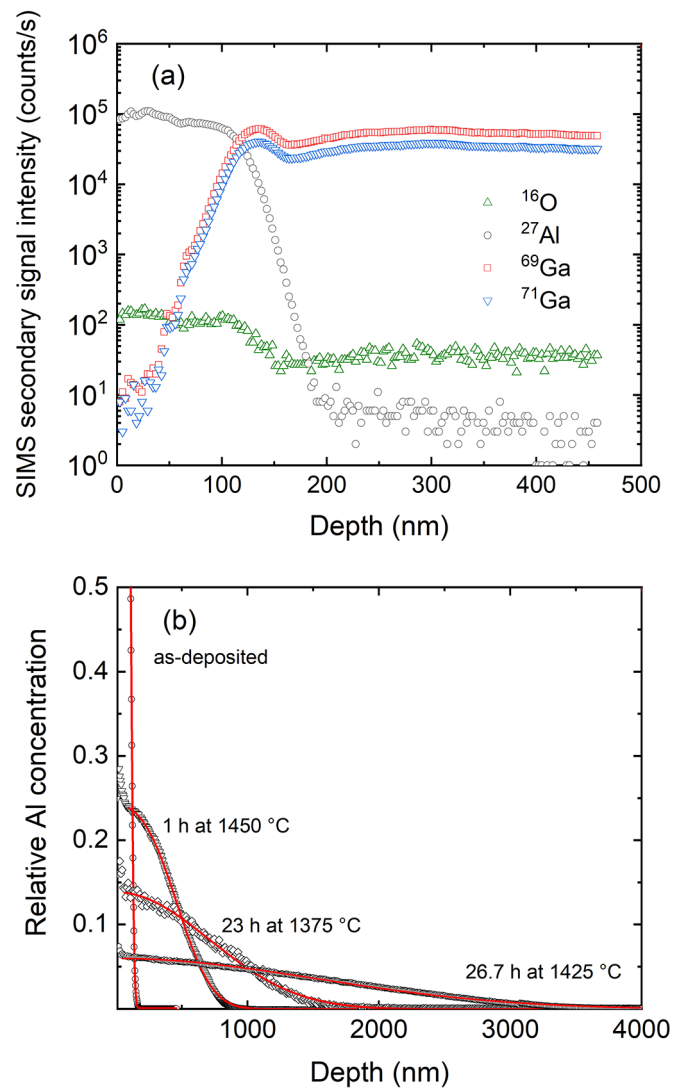 SIMS secondary signal intensity (counts/s)
10⁶
10⁵
10⁴
10³
10²
10¹
10⁰
(a)
¹⁶O
²⁷Al
⁶⁹Ga
⁷¹Ga
0 100 200 300 400 500
Depth (nm)
Relative Al concentration
0.5
0.4
0.3
0.2
0.1
(b)
as-deposited
1 h at 1450 °C
23 h at 1375 °C
26.7 h at 1425 °C
1000 2000 3000 4000
Depth (nm)